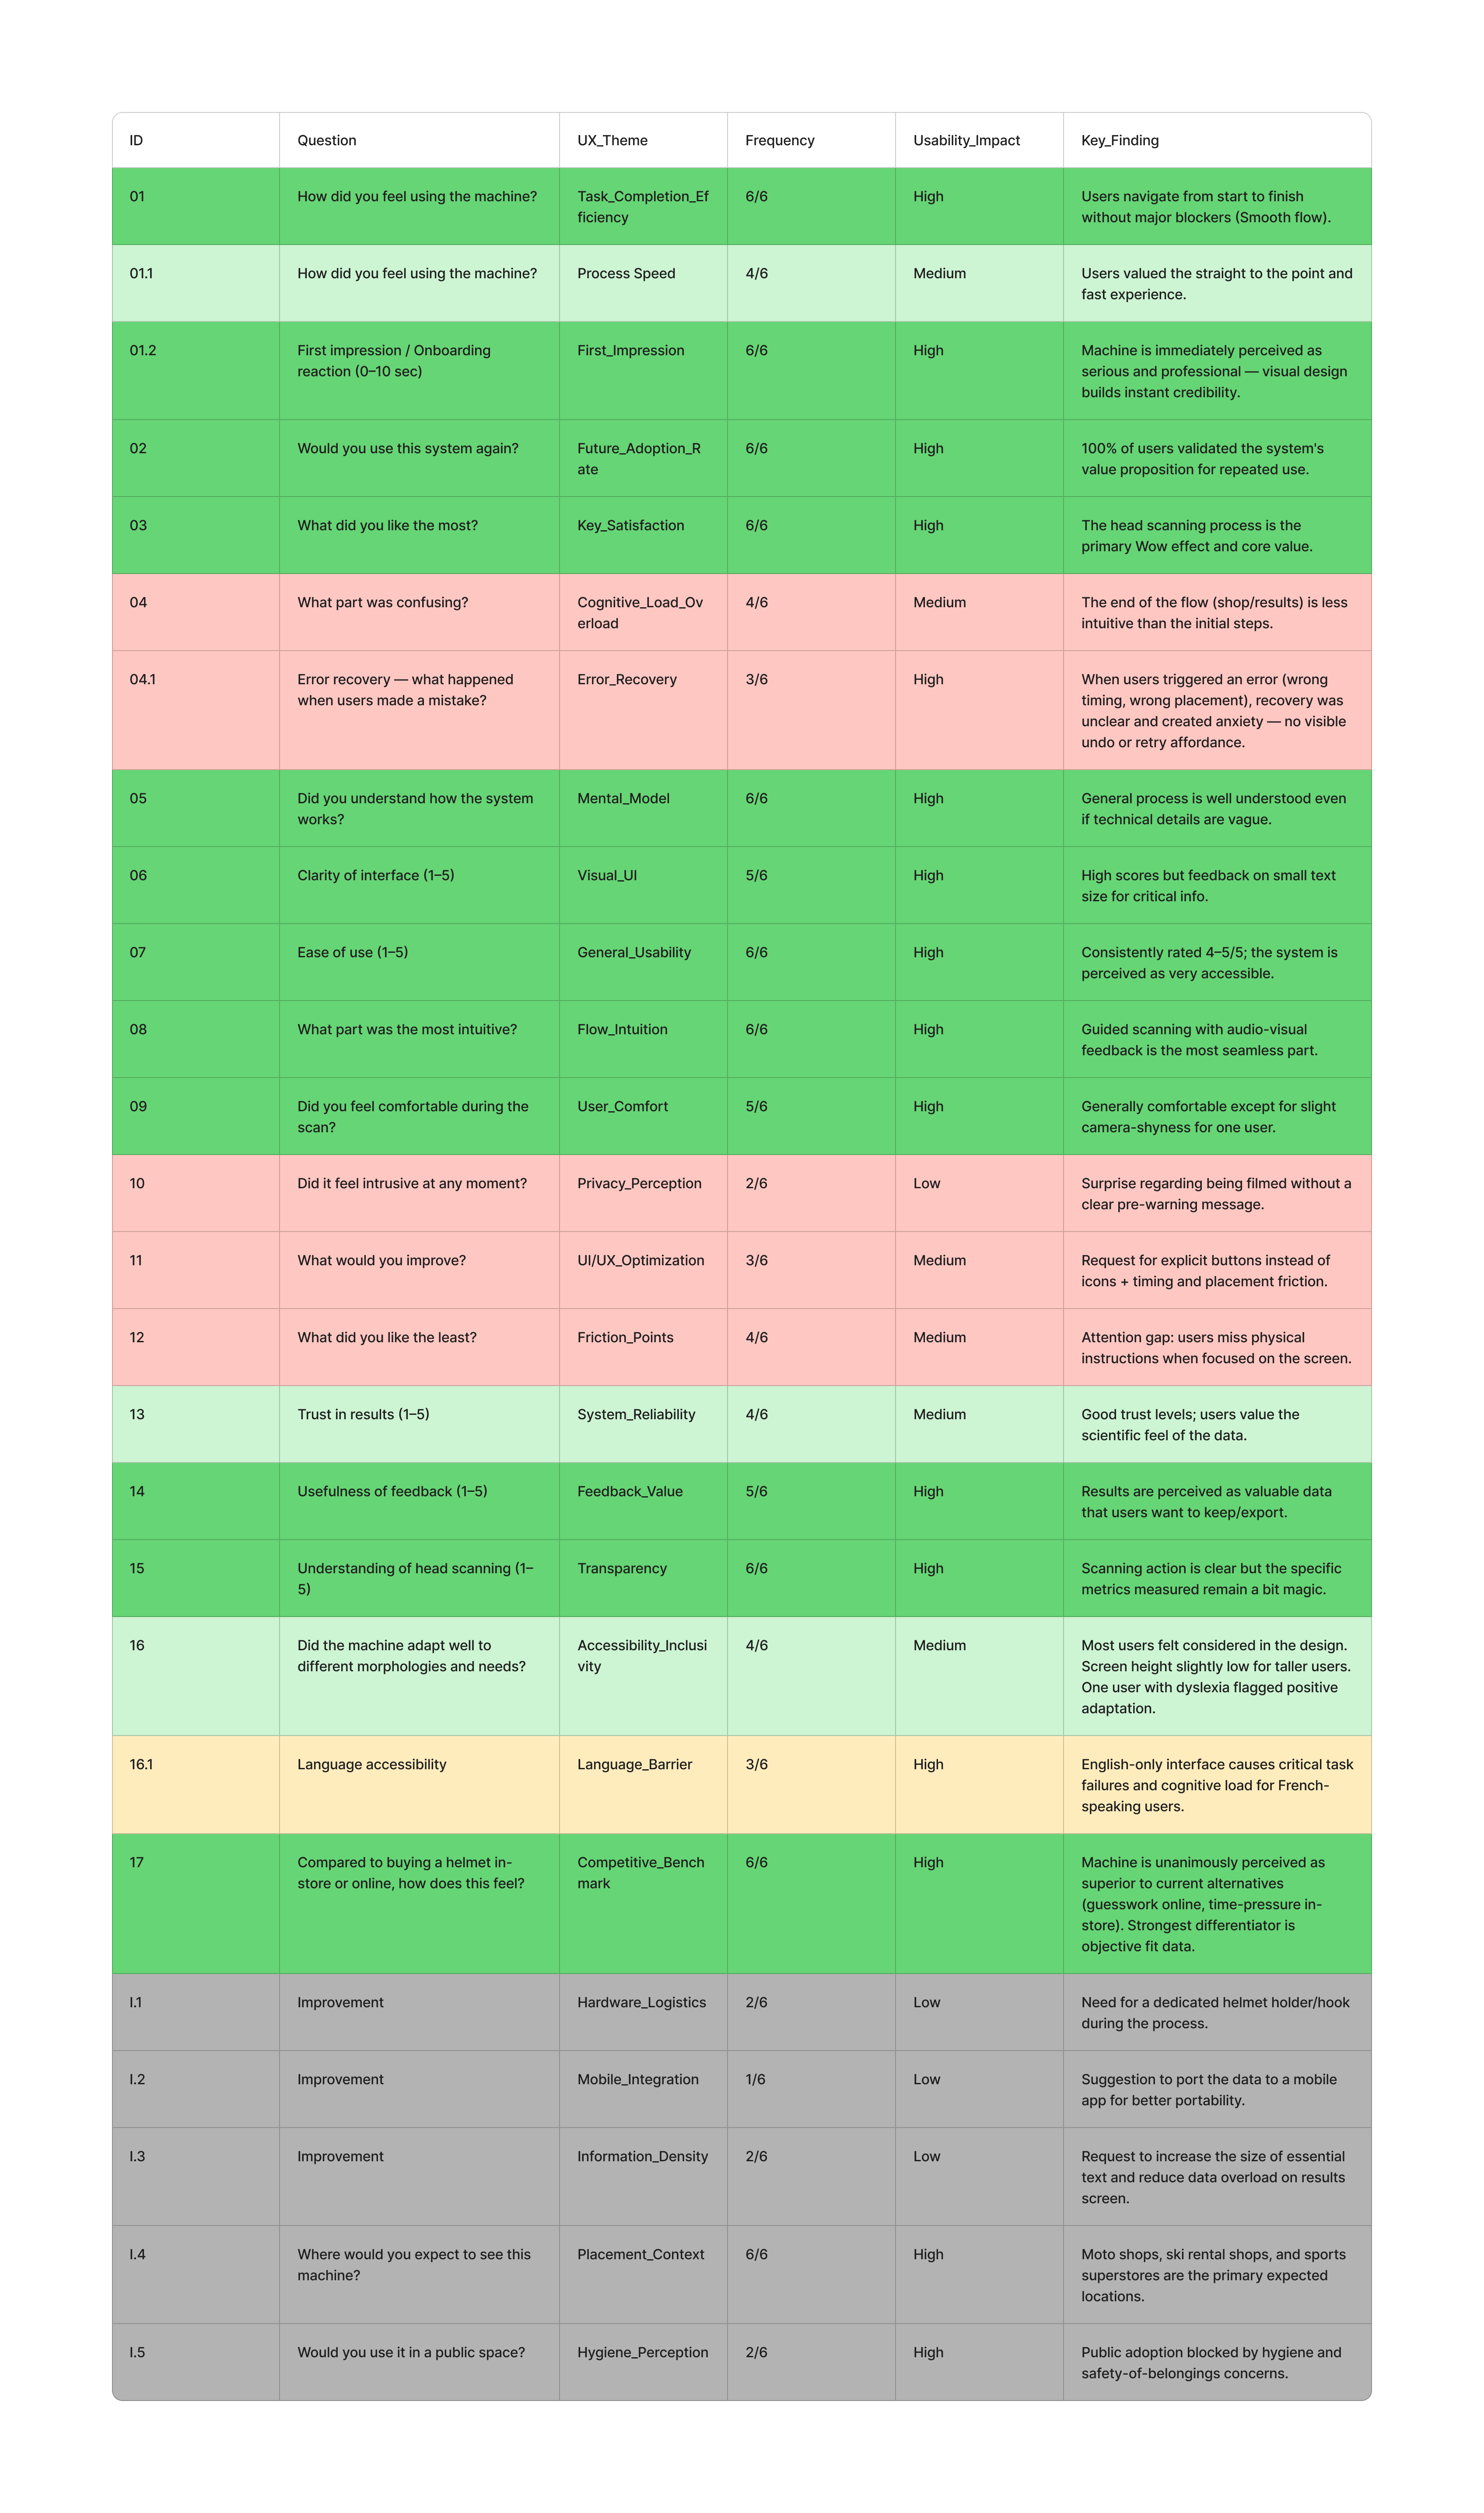 ID Question UX_Theme Frequency Usability_Impact Key_Finding
01 How did you feel using the machine? Task_Completion_Ef 6/6 High Users navigate from start to finish
ficiency without major blockers (Smooth flow).
01.1 How did you feel using the machine? Process Speed 4/6 Medium Users valued the straight to the point and
fast experience.
01.2 First impression / Onboarding First_Impression 6/6 High Machine is immediately perceived as
reaction (0–10 sec) serious and professional — visual design
builds instant credibility.
02 Would you use this system again? Future_Adoption_R 6/6 High 100% of users validated the system's
ate value proposition for repeated use.
03 What did you like the most? Key_Satisfaction 6/6 High The head scanning process is the
primary Wow effect and core value.
04 What part was confusing? Cognitive_Load_Ov 4/6 Medium The end of the flow (shop/results) is less
erload intuitive than the initial steps.
04.1 Error recovery — what happened Error_Recovery 3/6 High When users triggered an error (wrong
when users made a mistake? timing, wrong placement), recovery was
unclear and created anxiety — no visible
undo or retry affordance.
05 Did you understand how the system Mental_Model 6/6 High General process is well understood even
works? if technical details are vague.
06 Clarity of interface (1–5) Visual_UI 5/6 High High scores but feedback on small text
size for critical info.
07 Ease of use (1–5) General_Usability 6/6 High Consistently rated 4–5/5; the system is
perceived as very accessible.
08 What part was the most intuitive? Flow_Intuition 6/6 High Guided scanning with audio-visual
feedback is the most seamless part.
09 Did you feel comfortable during the User_Comfort 5/6 High Generally comfortable except for slight
scan? camera-shyness for one user.
10 Did it feel intrusive at any moment? Privacy_Perception 2/6 Low Surprise regarding being filmed without a
clear pre-warning message.
11 What would you improve? UI/UX_Optimization 3/6 Medium Request for explicit buttons instead of
icons + timing and placement friction.
12 What did you like the least? Friction_Points 4/6 Medium Attention gap: users miss physical
instructions when focused on the screen.
13 Trust in results (1–5) System_Reliability 4/6 Medium Good trust levels; users value the
scientific feel of the data.
14 Usefulness of feedback (1–5) Feedback_Value 5/6 High Results are perceived as valuable data
that users want to keep/export.
15 Understanding of head scanning (1– Transparency 6/6 High Scanning action is clear but the specific
5) metrics measured remain a bit magic.
16 Did the machine adapt well to Accessibility_Inclusi 4/6 Medium Most users felt considered in the design.
different morphologies and needs? vity Screen height slightly low for taller users.
One user with dyslexia flagged positive
adaptation.
16.1 Language accessibility Language_Barrier 3/6 High English-only interface causes critical task
failures and cognitive load for French-
speaking users.
17 Compared to buying a helmet in- Competitive_Bench 6/6 High Machine is unanimously perceived as
store or online, how does this feel? mark superior to current alternatives
(guesswork online, time-pressure in-
store). Strongest differentiator is
objective fit data.
I.1 Improvement Hardware_Logistics 2/6 Low Need for a dedicated helmet holder/hook
during the process.
I.2 Improvement Mobile_Integration 1/6 Low Suggestion to port the data to a mobile
app for better portability.
I.3 Improvement Information_Density 2/6 Low Request to increase the size of essential
text and reduce data overload on results
screen.
I.4 Where would you expect to see this Placement_Context 6/6 High Moto shops, ski rental shops, and sports
machine? superstores are the primary expected
locations.
I.5 Would you use it in a public space? Hygiene_Perception 2/6 High Public adoption blocked by hygiene and
safety-of-belongings concerns.